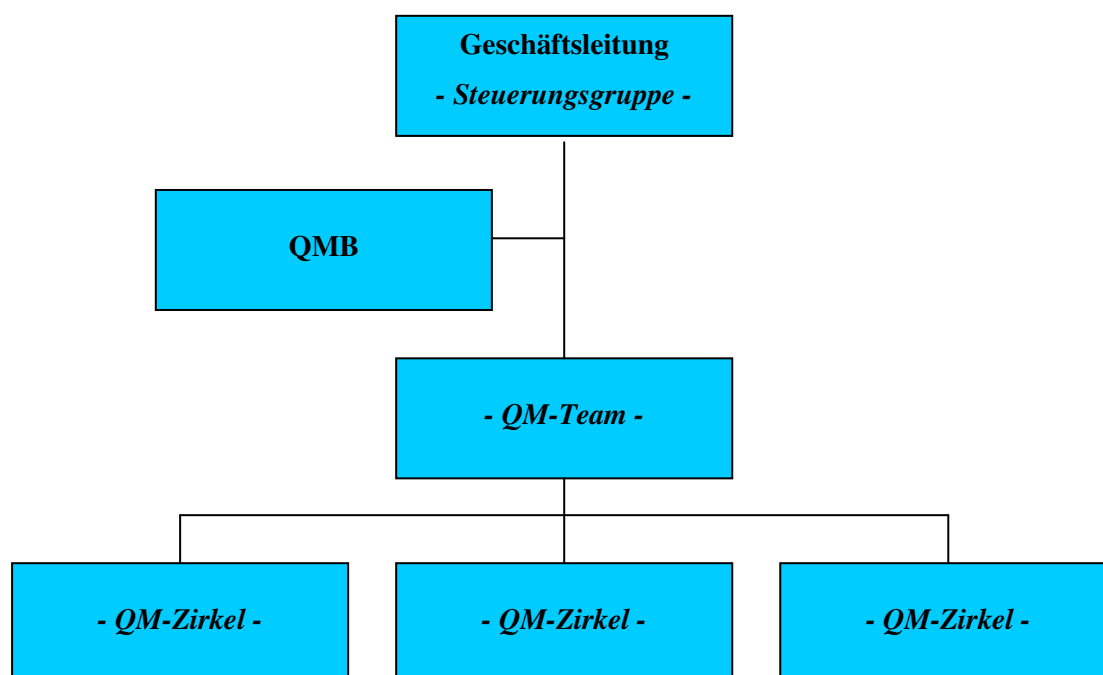 Geschäftsleitung
- Steuerungsgruppe -
QMB
- QM-Team -
- QM-Zirkel -
- QM-Zirkel -
- QM-Zirkel -